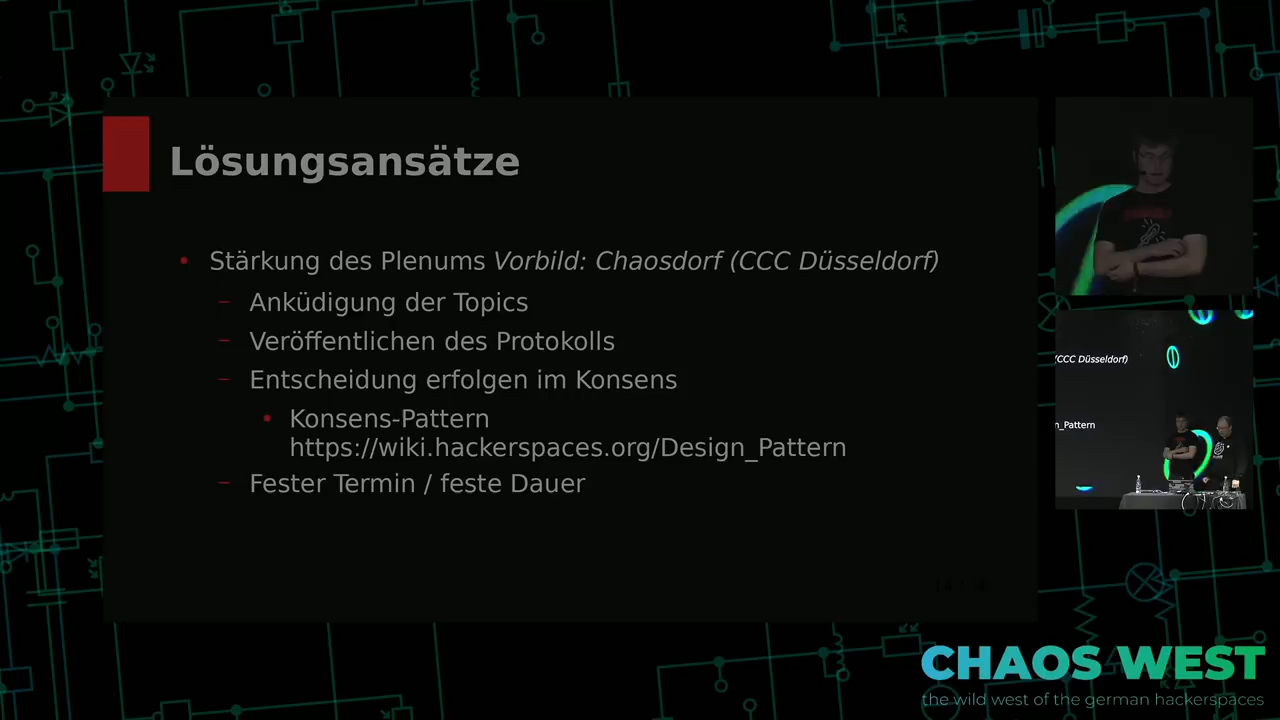 Lösungsansätze
• Stärkung des Plenums Vorbild: Chaosdorf (CCC Düsseldorf)
– Anküdigung der Topics
– Veröffentlichen des Protokolls
– Entscheidung erfolgen im Konsens
• Konsens-Pattern
https://wiki.hackerspaces.org/Design_Pattern
– Fester Termin / feste Dauer
(CCC Düsseldorf)
n_Pattern
CHAOS WEST
the wild west of the german hackerspaces